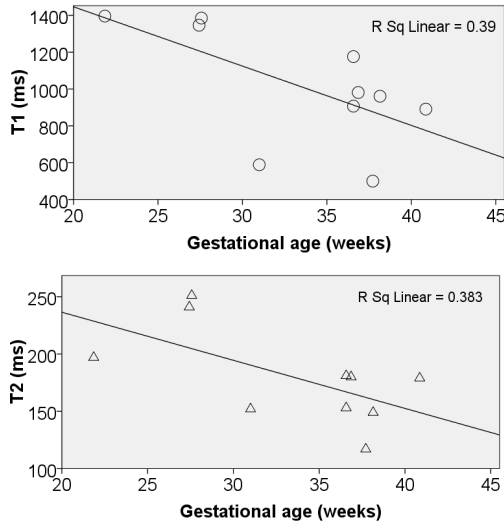 1400
1200
1000
800
600
400
T1 (ms)
R Sq Linear = 0.39
20 25 30 35 40 45
Gestational age (weeks)
250
200
150
100
T2 (ms)
R Sq Linear = 0.383
20 25 30 35 40 45
Gestational age (weeks)